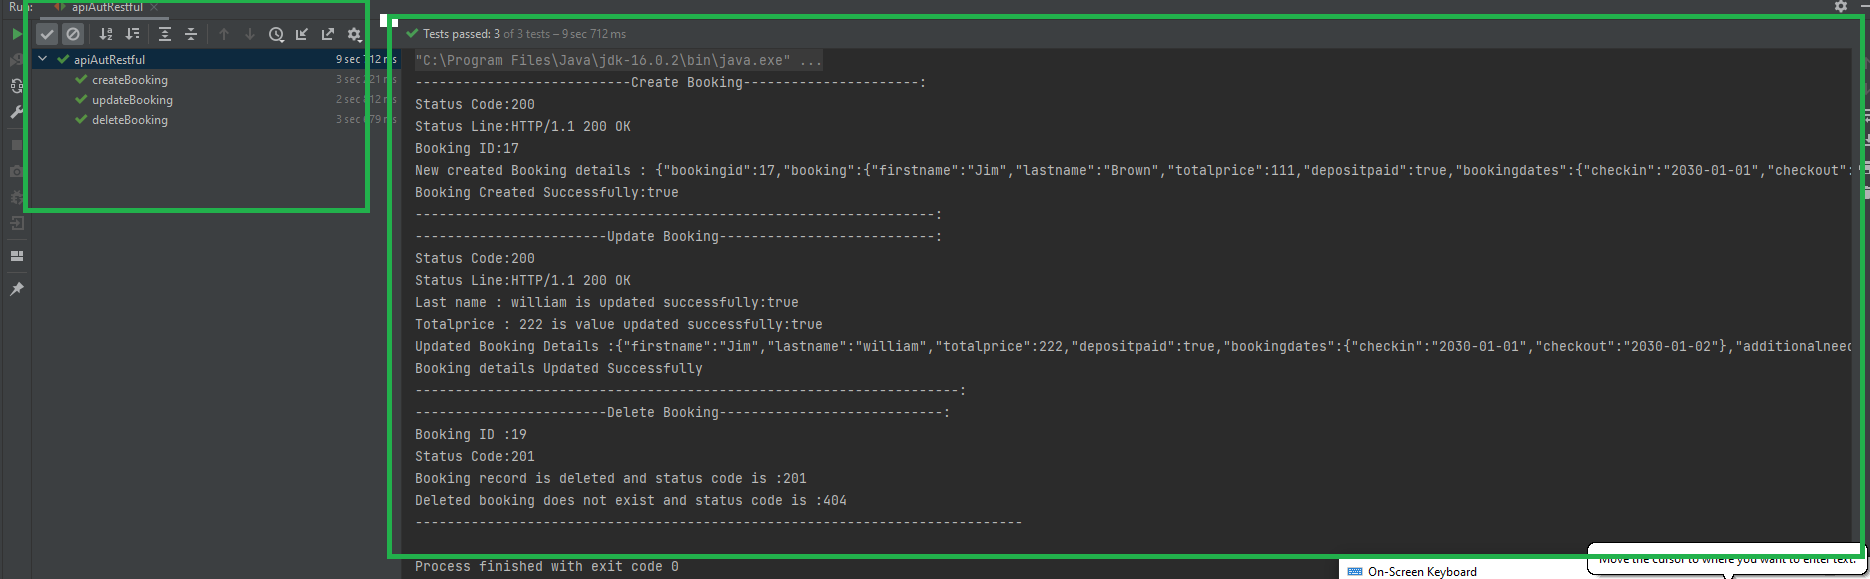 Run:
apiAutRestful
Tests passed: 3 of 3 tests – 9 sec 712 ms
apiAutRestful 9 sec 712 ms
createBooking 3 sec 221 ms
updateBooking 2 sec ms
deleteBooking 3 sec 679 ms
"C:\Program Files\Java\jdk-16.0.2\bin\java.exe" ...
---------------------------Create Booking----------------------:
Status Code:200
Status Line:HTTP/1.1 200 OK
Booking ID:17
New created Booking details : {"bookingid":17,"booking":{"firstname":"Jim","lastname":"Brown","totalprice":111,"depositpaid":true,"bookingdates":{"checkin":"2030-01-01","checkout":
Booking Created Successfully:true
-----------------------------------------------------------------:
------------------------Update Booking---------------------------:
Status Code:200
Status Line:HTTP/1.1 200 OK
Last name : william is updated successfully:true
Totalprice : 222 is value updated successfully:true
Updated Booking Details :{"firstname":"Jim","lastname":"william","totalprice":222,"depositpaid":true,"bookingdates":{"checkin":"2030-01-01","checkout":"2030-01-02"},"additionalneed
Booking details Updated Successfully
--------------------------------------------------------------------:
------------------------Delete Booking----------------------------:
Booking ID :19
Status Code:201
Booking record is deleted and status code is :201
Deleted booking does not exist and status code is :404
----------------------------------------------------------------------------
Process finished with exit code 0
Move the cursor to where you want to enter text.
On-Screen Keyboard